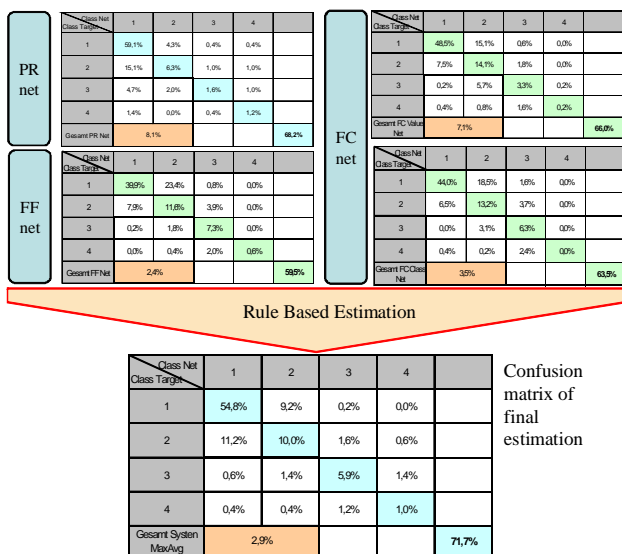 PR net
Class Net
Class Target
1 2 3 4
1 59,1% 4,3% 0,4% 0,4%
2 15,1% 6,3% 1,0% 1,0%
3 4,7% 2,0% 1,6% 1,0%
4 1,4% 0,0% 0,4% 1,2%
Gesamt PR Net 8,1% 68,2%
FF net
Class Net
Class Target
1 2 3 4
1 39,9% 23,4% 0,8% 0,0%
2 7,9% 11,6% 3,9% 0,0%
3 0,2% 1,8% 7,3% 0,0%
4 0,0% 0,4% 2,0% 0,6%
Gesamt FF Net 2,4% 59,5%
FC net
Class Net
Class Target
1 2 3 4
1 48,5% 15,1% 0,6% 0,0%
2 7,5% 14,1% 1,8% 0,0%
3 0,2% 5,7% 3,3% 0,2%
4 0,4% 0,8% 1,6% 0,2%
Gesamt FC Value Net 7,1% 66,0%
Class Net
Class Target
1 2 3 4
1 44,0% 18,5% 1,6% 0,0%
2 6,5% 13,2% 3,7% 0,0%
3 0,0% 3,1% 6,3% 0,0%
4 0,4% 0,2% 2,4% 0,0%
Gesamt FC Class Net 3,5% 63,5%
Rule Based Estimation
Class Net
Class Target
1 2 3 4
1 54,8% 9,2% 0,2% 0,0%
2 11,2% 10,0% 1,6% 0,6%
3 0,6% 1,4% 5,9% 1,4%
4 0,4% 0,4% 1,2% 1,0%
Gesamt Systen MaxAvg 2,9% 71,7%
Confusion
matrix of
final
estimation